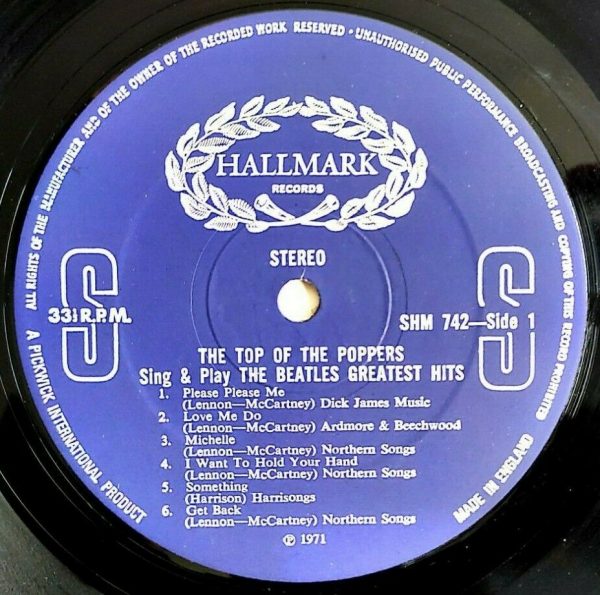 ALL RIGHTS OF THE MANUFACTURER AND OF THE OWNER OF THE RECORDED WORK RESERVED · UNAUTHORISED PUBLIC PERFORMANCE BROADCASTING AND COPYING OF THIS RECORD PROHIBITED
HALLMARK
RECORDS
STEREO
S
S
33⅓ R.P.M.
SHM 742—Side 1
THE TOP OF THE POPPERS
Sing & Play THE BEATLES GREATEST HITS
1. Please Please Me
(Lennon—McCartney) Dick James Music
2. Love Me Do
(Lennon—McCartney) Ardmore & Beechwood
3. Michelle
(Lennon—McCartney) Northern Songs
4. I Want To Hold Your Hand
(Lennon—McCartney) Northern Songs
5. Something
(Harrison) Harrisongs
6. Get Back
(Lennon—McCartney) Northern Songs
℗ 1971
A PICKWICK INTERNATIONAL PRODUCT
MADE IN ENGLAND